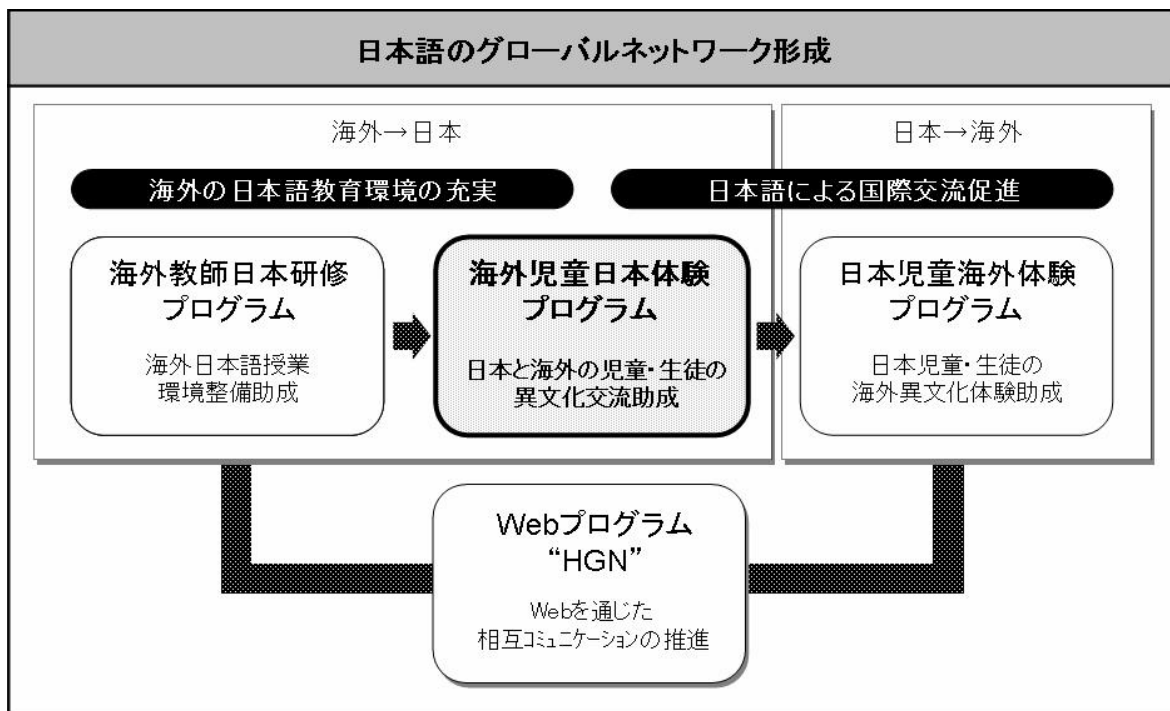 日本語のグローバルネットワーク形成
海外→日本
日本→海外
海外の日本語教育環境の充実
日本語による国際交流促進
海外教師日本研修
プログラム
海外日本語授業
環境整備助成
海外児童日本体験
プログラム
日本と海外の児童・生徒の
異文化交流助成
日本児童海外体験
プログラム
日本児童・生徒の
海外異文化体験助成
Webプログラム
“HGN”
Webを通じた
相互コミュニケーションの推進